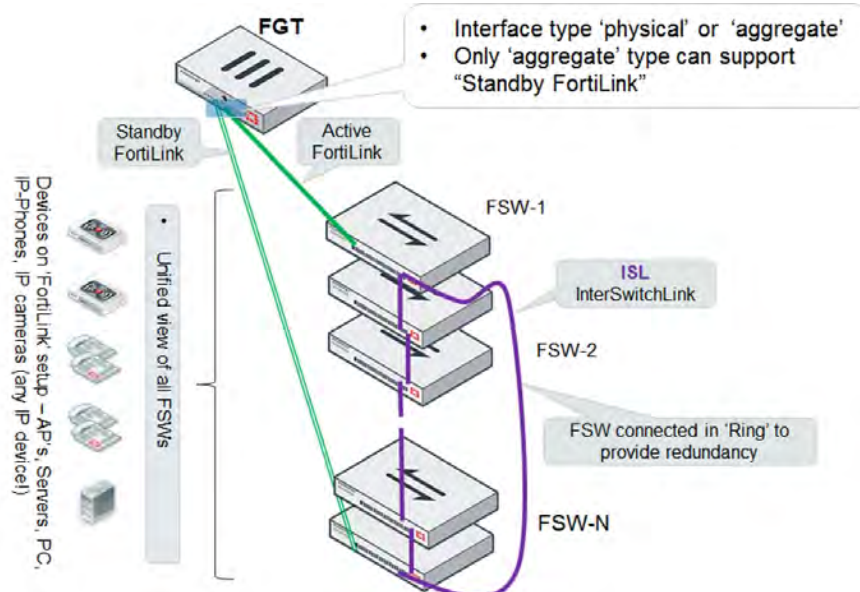 FGT
• Interface type ‘physical’ or ‘aggregate’
• Only ‘aggregate’ type can support
“Standby FortiLink”
Standby
FortiLink
Active
FortiLink
Devices on ‘FortiLink’ setup – AP’s, Servers, PC,
IP-Phones, IP cameras (any IP device!)
• Unified view of all FSWs
FSW-1
ISL
InterSwitchLink
FSW-2
FSW connected in ‘Ring’ to
provide redundancy
FSW-N